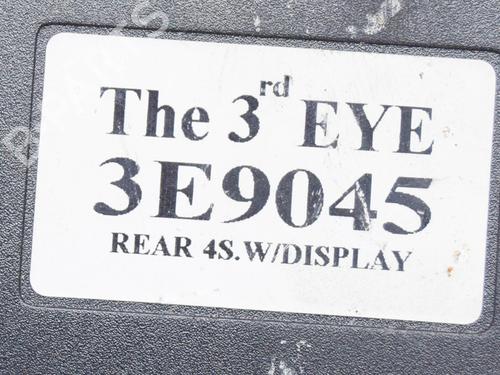 The 3rd EYE
3E9045
REAR 4S.W/DISPLAY